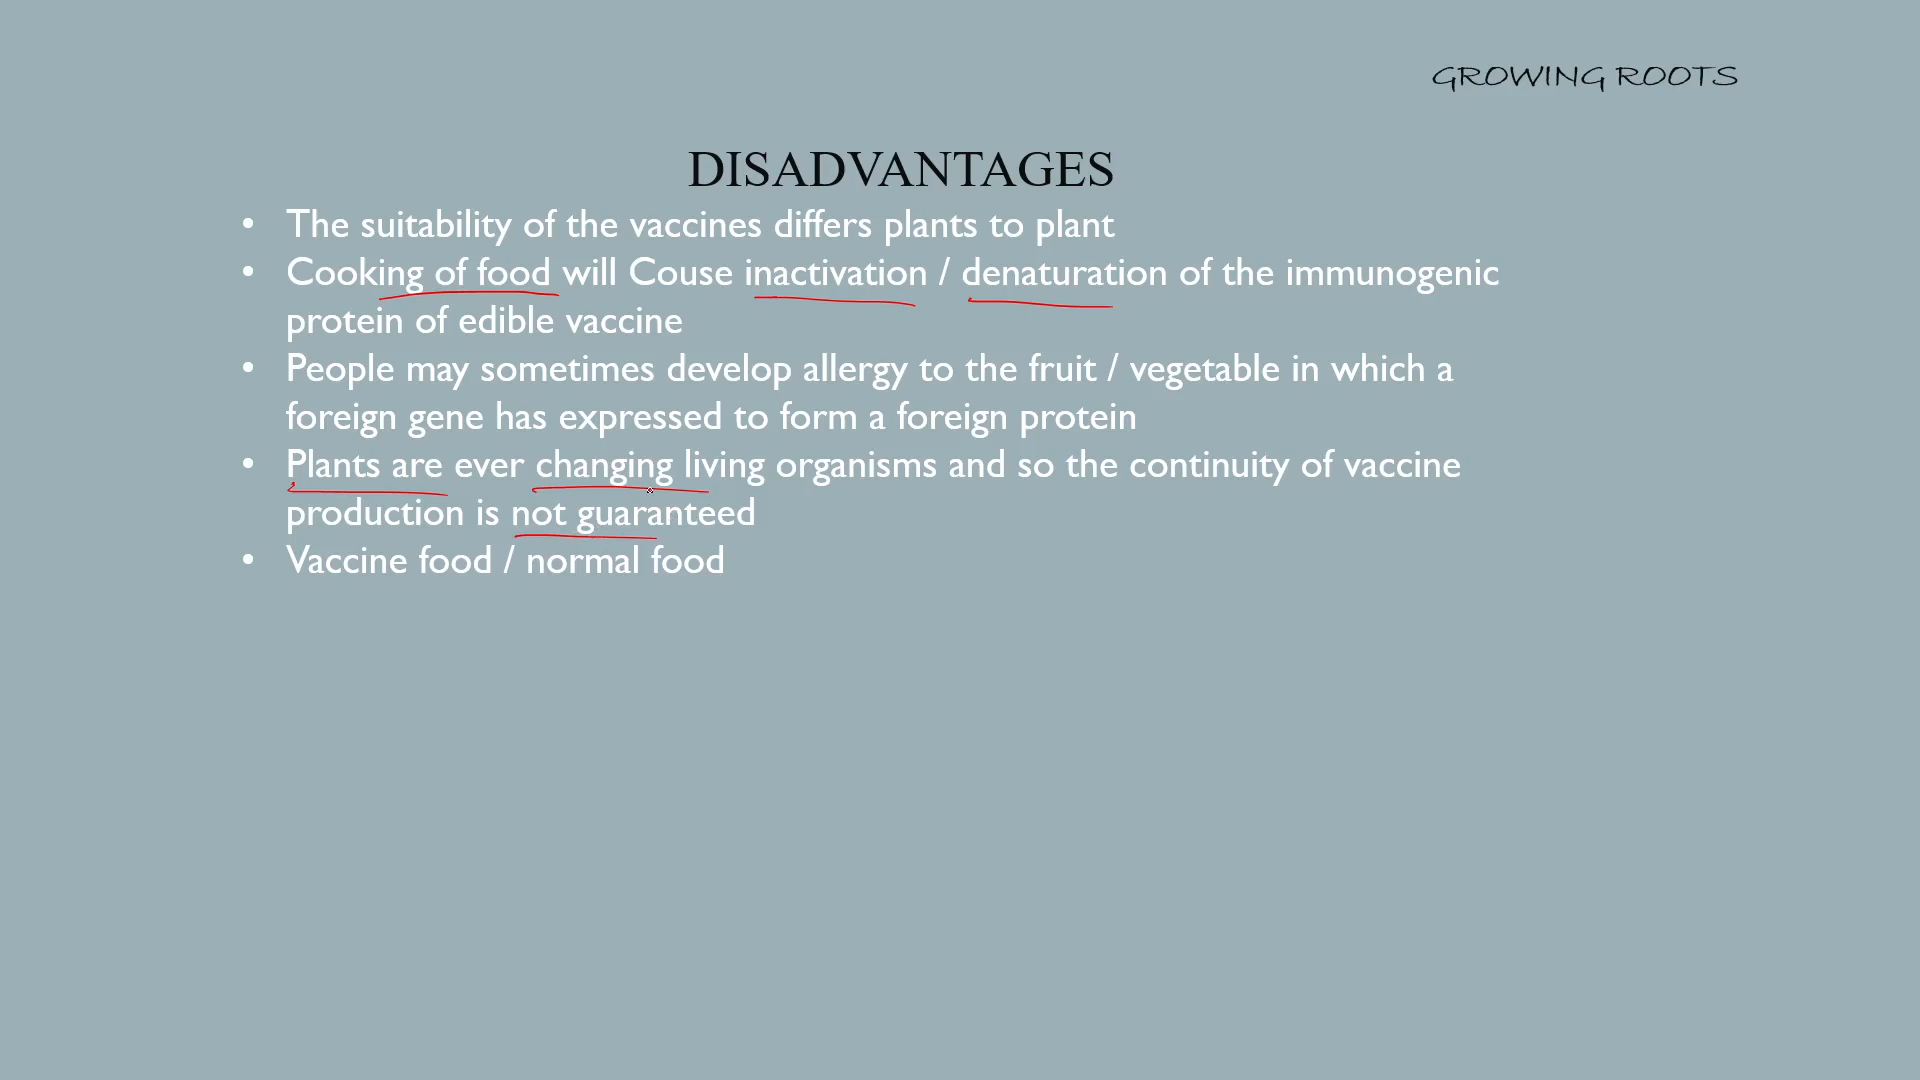 GROWING ROOTS
DISADVANTAGES
• The suitability of the vaccines differs plants to plant
• Cooking of food will Couse inactivation / denaturation of the immunogenic
protein of edible vaccine
• People may sometimes develop allergy to the fruit / vegetable in which a
foreign gene has expressed to form a foreign protein
• Plants are ever changing living organisms and so the continuity of vaccine
production is not guaranteed
• Vaccine food / normal food